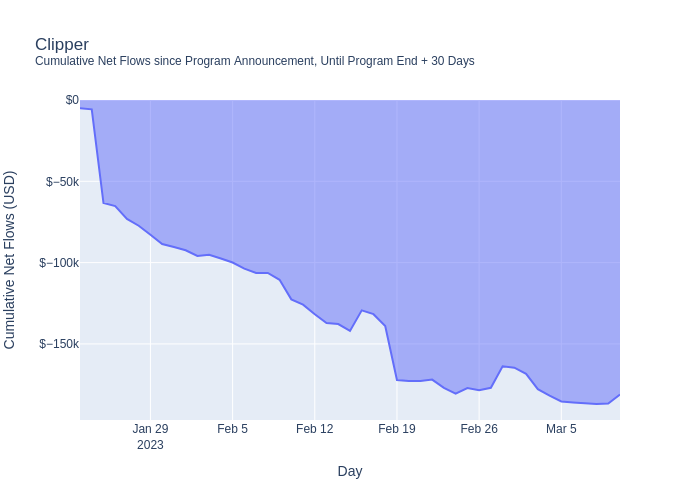 Clipper
Cumulative Net Flows since Program Announcement, Until Program End + 30 Days
Cumulative Net Flows (USD)
$0
$−50k
$−100k
$−150k
Jan 29
2023
Feb 5
Feb 12
Feb 19
Feb 26
Mar 5
Day